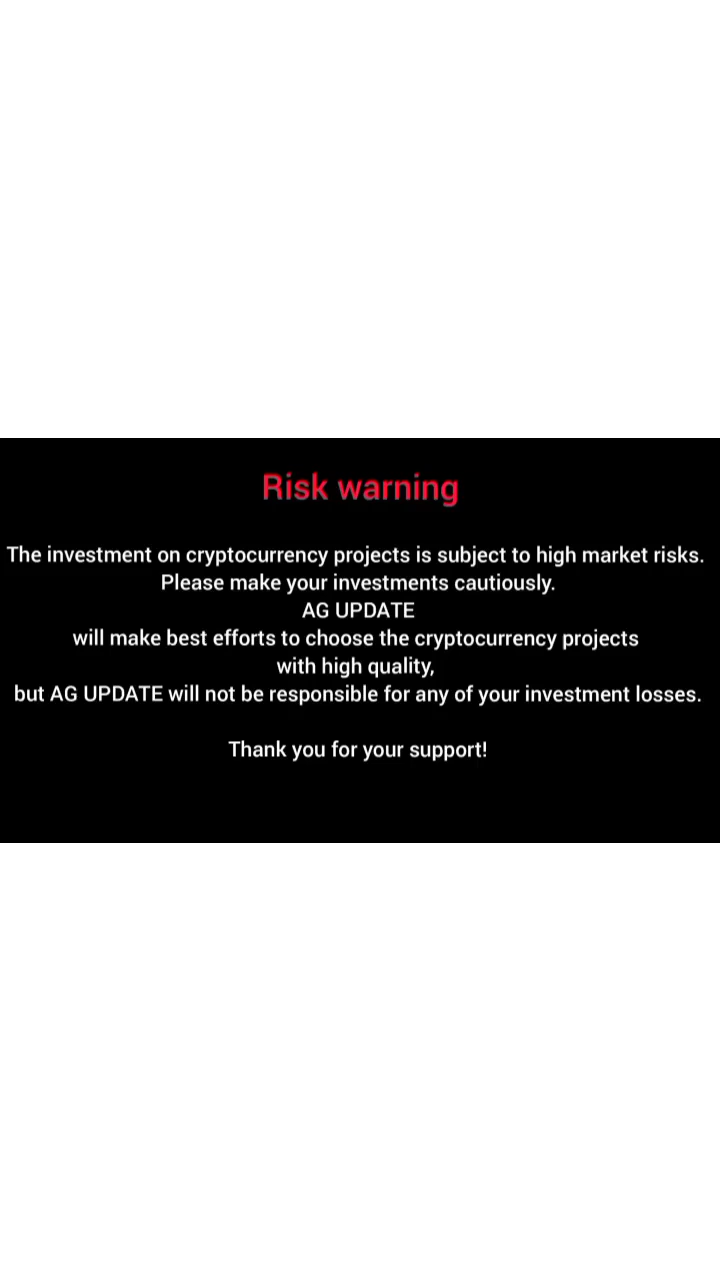 Risk warning
The investment on cryptocurrency projects is subject to high market risks.
Please make your investments cautiously.
AG UPDATE
will make best efforts to choose the cryptocurrency projects
with high quality,
but AG UPDATE will not be responsible for any of your investment losses.
Thank you for your support!